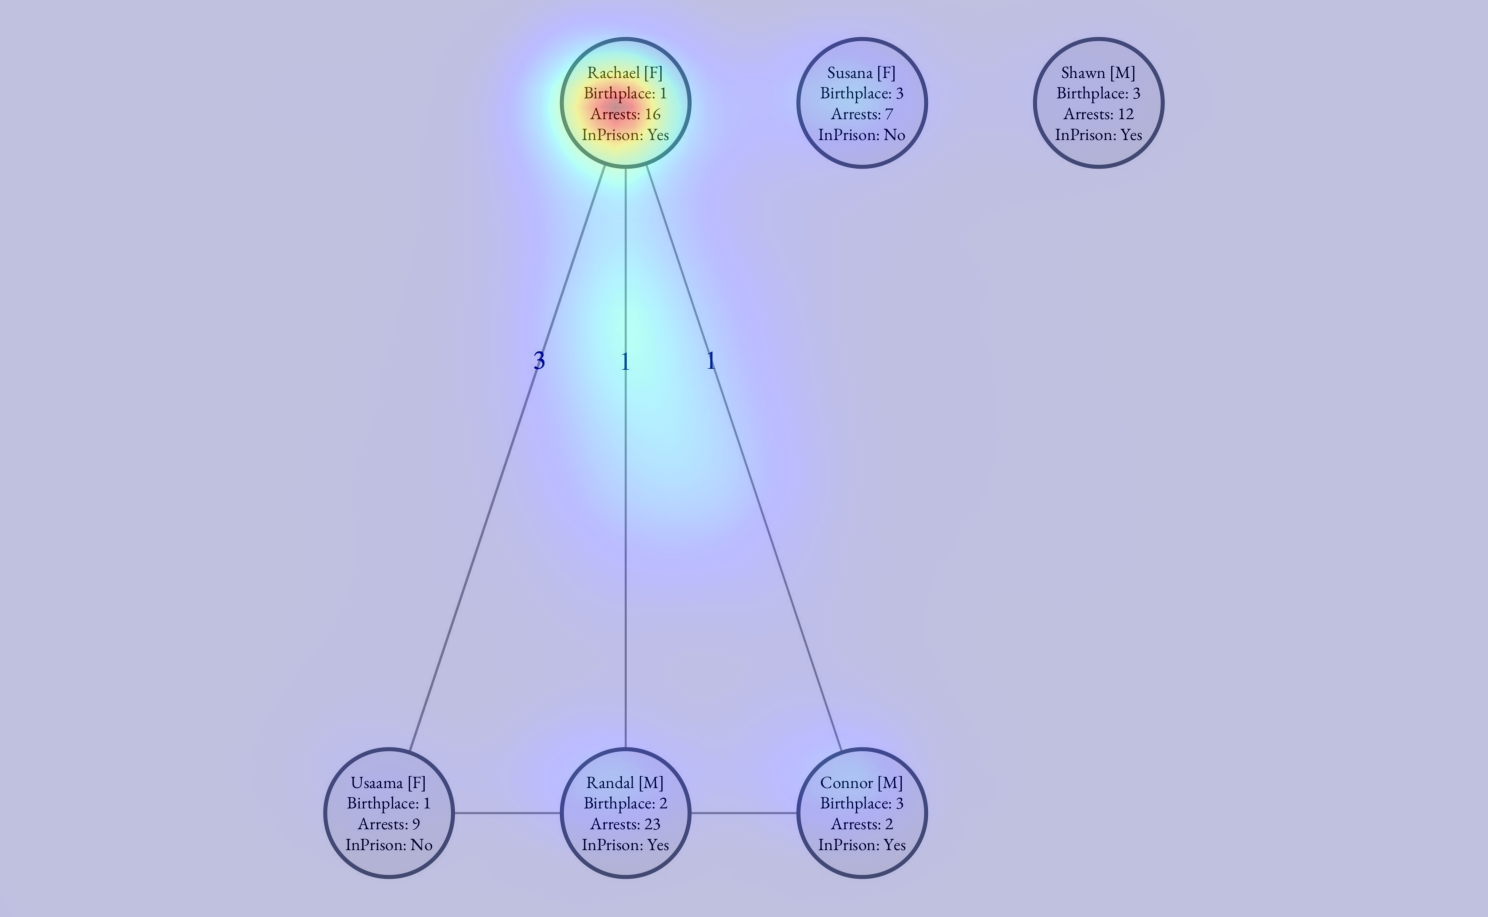 Rachael [F]
Birthplace: 1
Arrests: 16
InPrison: Yes
Susana [F]
Birthplace: 3
Arrests: 7
InPrison: No
Shawn [M]
Birthplace: 3
Arrests: 12
InPrison: Yes
3
1
1
Usaama [F]
Birthplace: 1
Arrests: 9
InPrison: No
Randal [M]
Birthplace: 2
Arrests: 23
InPrison: Yes
Connor [M]
Birthplace: 3
Arrests: 2
InPrison: Yes